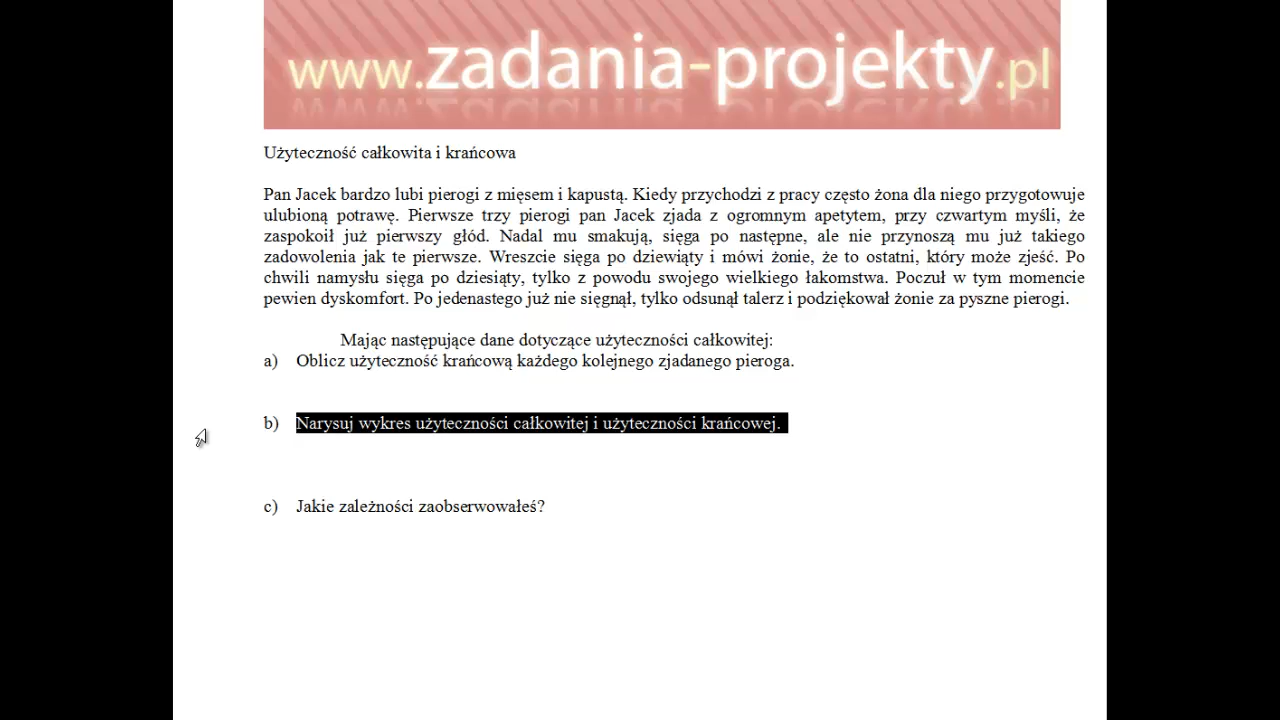 www.zadania-projekty.pl
Użyteczność całkowita i krańcowa
Pan Jacek bardzo lubi pierogi z mięsem i kapustą. Kiedy przychodzi z pracy często żona dla niego przygotowuje
ulubioną potrawę. Pierwsze trzy pierogi pan Jacek zjada z ogromnym apetytem, przy czwartym myśli, że
zaspokoił już pierwszy głód. Nadal mu smakują, sięga po następne, ale nie przynoszą mu już takiego
zadowolenia jak te pierwsze. Wreszcie sięga po dziewiąty i mówi żonie, że to ostatni, który może zjeść. Po
chwili namysłu sięga po dziesiąty, tylko z powodu swojego wielkiego łakomstwa. Poczuł w tym momencie
pewien dyskomfort. Po jedenastego już nie sięgnął, tylko odsunął talerz i podziękował żonie za pyszne pierogi.
Mając następujące dane dotyczące użyteczności całkowitej:
a) Oblicz użyteczność krańcową każdego kolejnego zjadanego pieroga.
b) Narysuj wykres użyteczności całkowitej i użyteczności krańcowej.
c) Jakie zależności zaobserwowałeś?